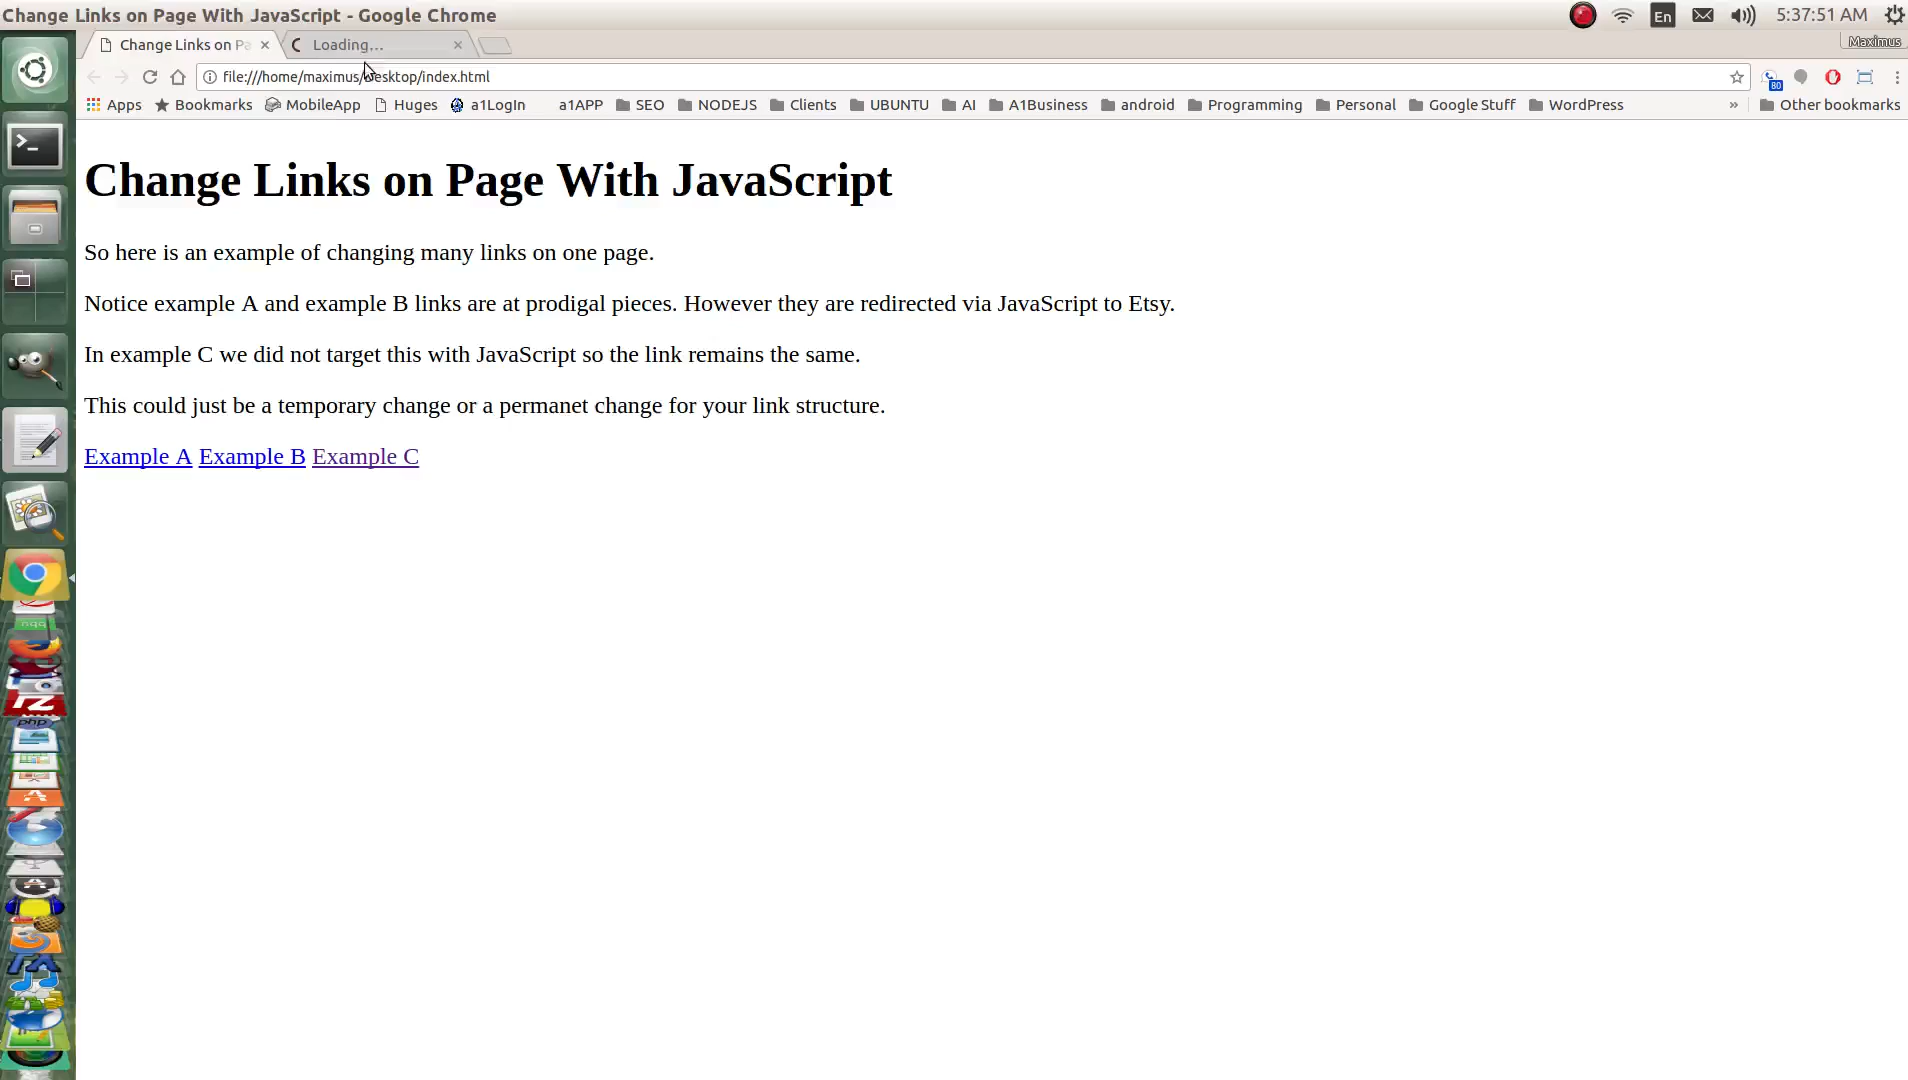 Change Links on Page With JavaScript - Google Chrome
En
5:37:51 AM
Change Links on Pa
Loading...
Maximus
file:///home/maximus/Desktop/index.html
80
Apps Bookmarks MobileApp Huges a1LogIn a1APP SEO NODEJS Clients UBUNTU AI A1Business android Programming Personal Google Stuff WordPress » Other bookmarks
Change Links on Page With JavaScript
So here is an example of changing many links on one page.
Notice example A and example B links are at prodigal pieces. However they are redirected via JavaScript to Etsy.
In example C we did not target this with JavaScript so the link remains the same.
This could just be a temporary change or a permanet change for your link structure.
Example A Example B Example C
php